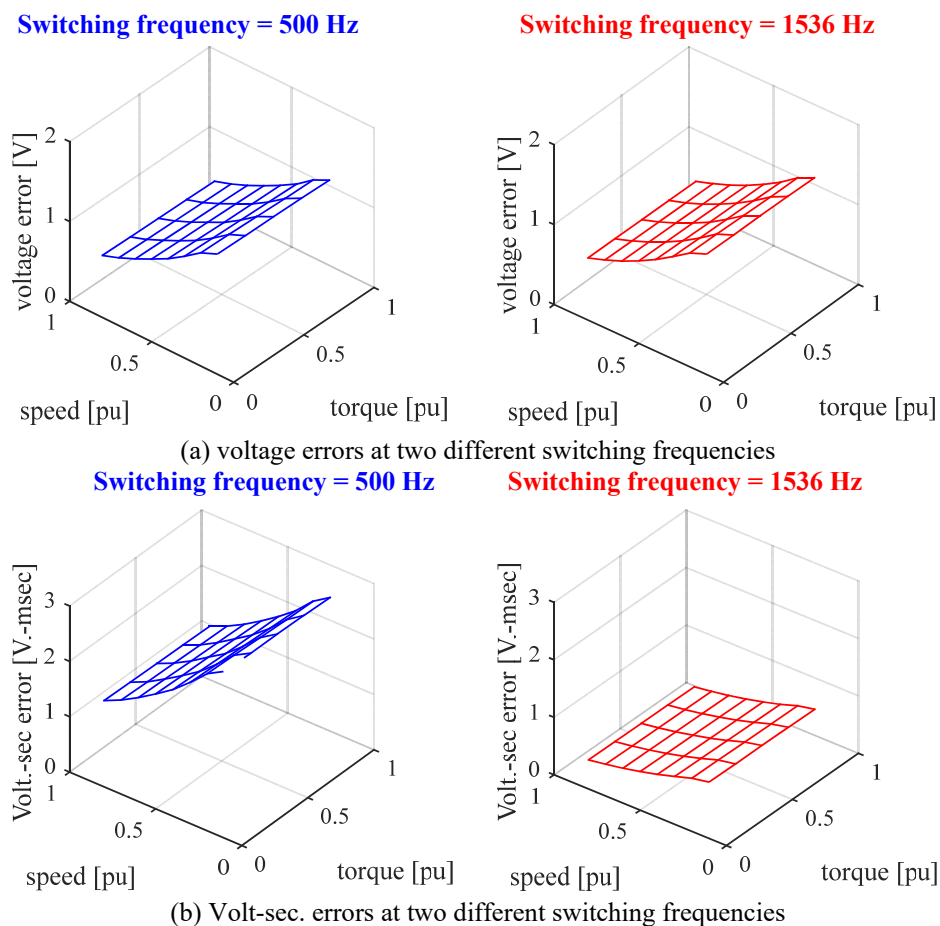 Switching frequency = 500 Hz
Switching frequency = 1536 Hz
voltage error [V]
2
1
0
1
0.5
0
speed [pu]
0
0.5
1
torque [pu]
voltage error [V]
2
1
0
1
0.5
0
speed [pu]
0
0.5
1
torque [pu]
(a) voltage errors at two different switching frequencies
Switching frequency = 500 Hz
Switching frequency = 1536 Hz
Volt.-sec error [V.-msec]
3
2
1
0
1
0.5
0
speed [pu]
0
0.5
1
torque [pu]
Volt.-sec error [V.-msec]
3
2
1
0
1
0.5
0
speed [pu]
0
0.5
1
torque [pu]
(b) Volt-sec. errors at two different switching frequencies